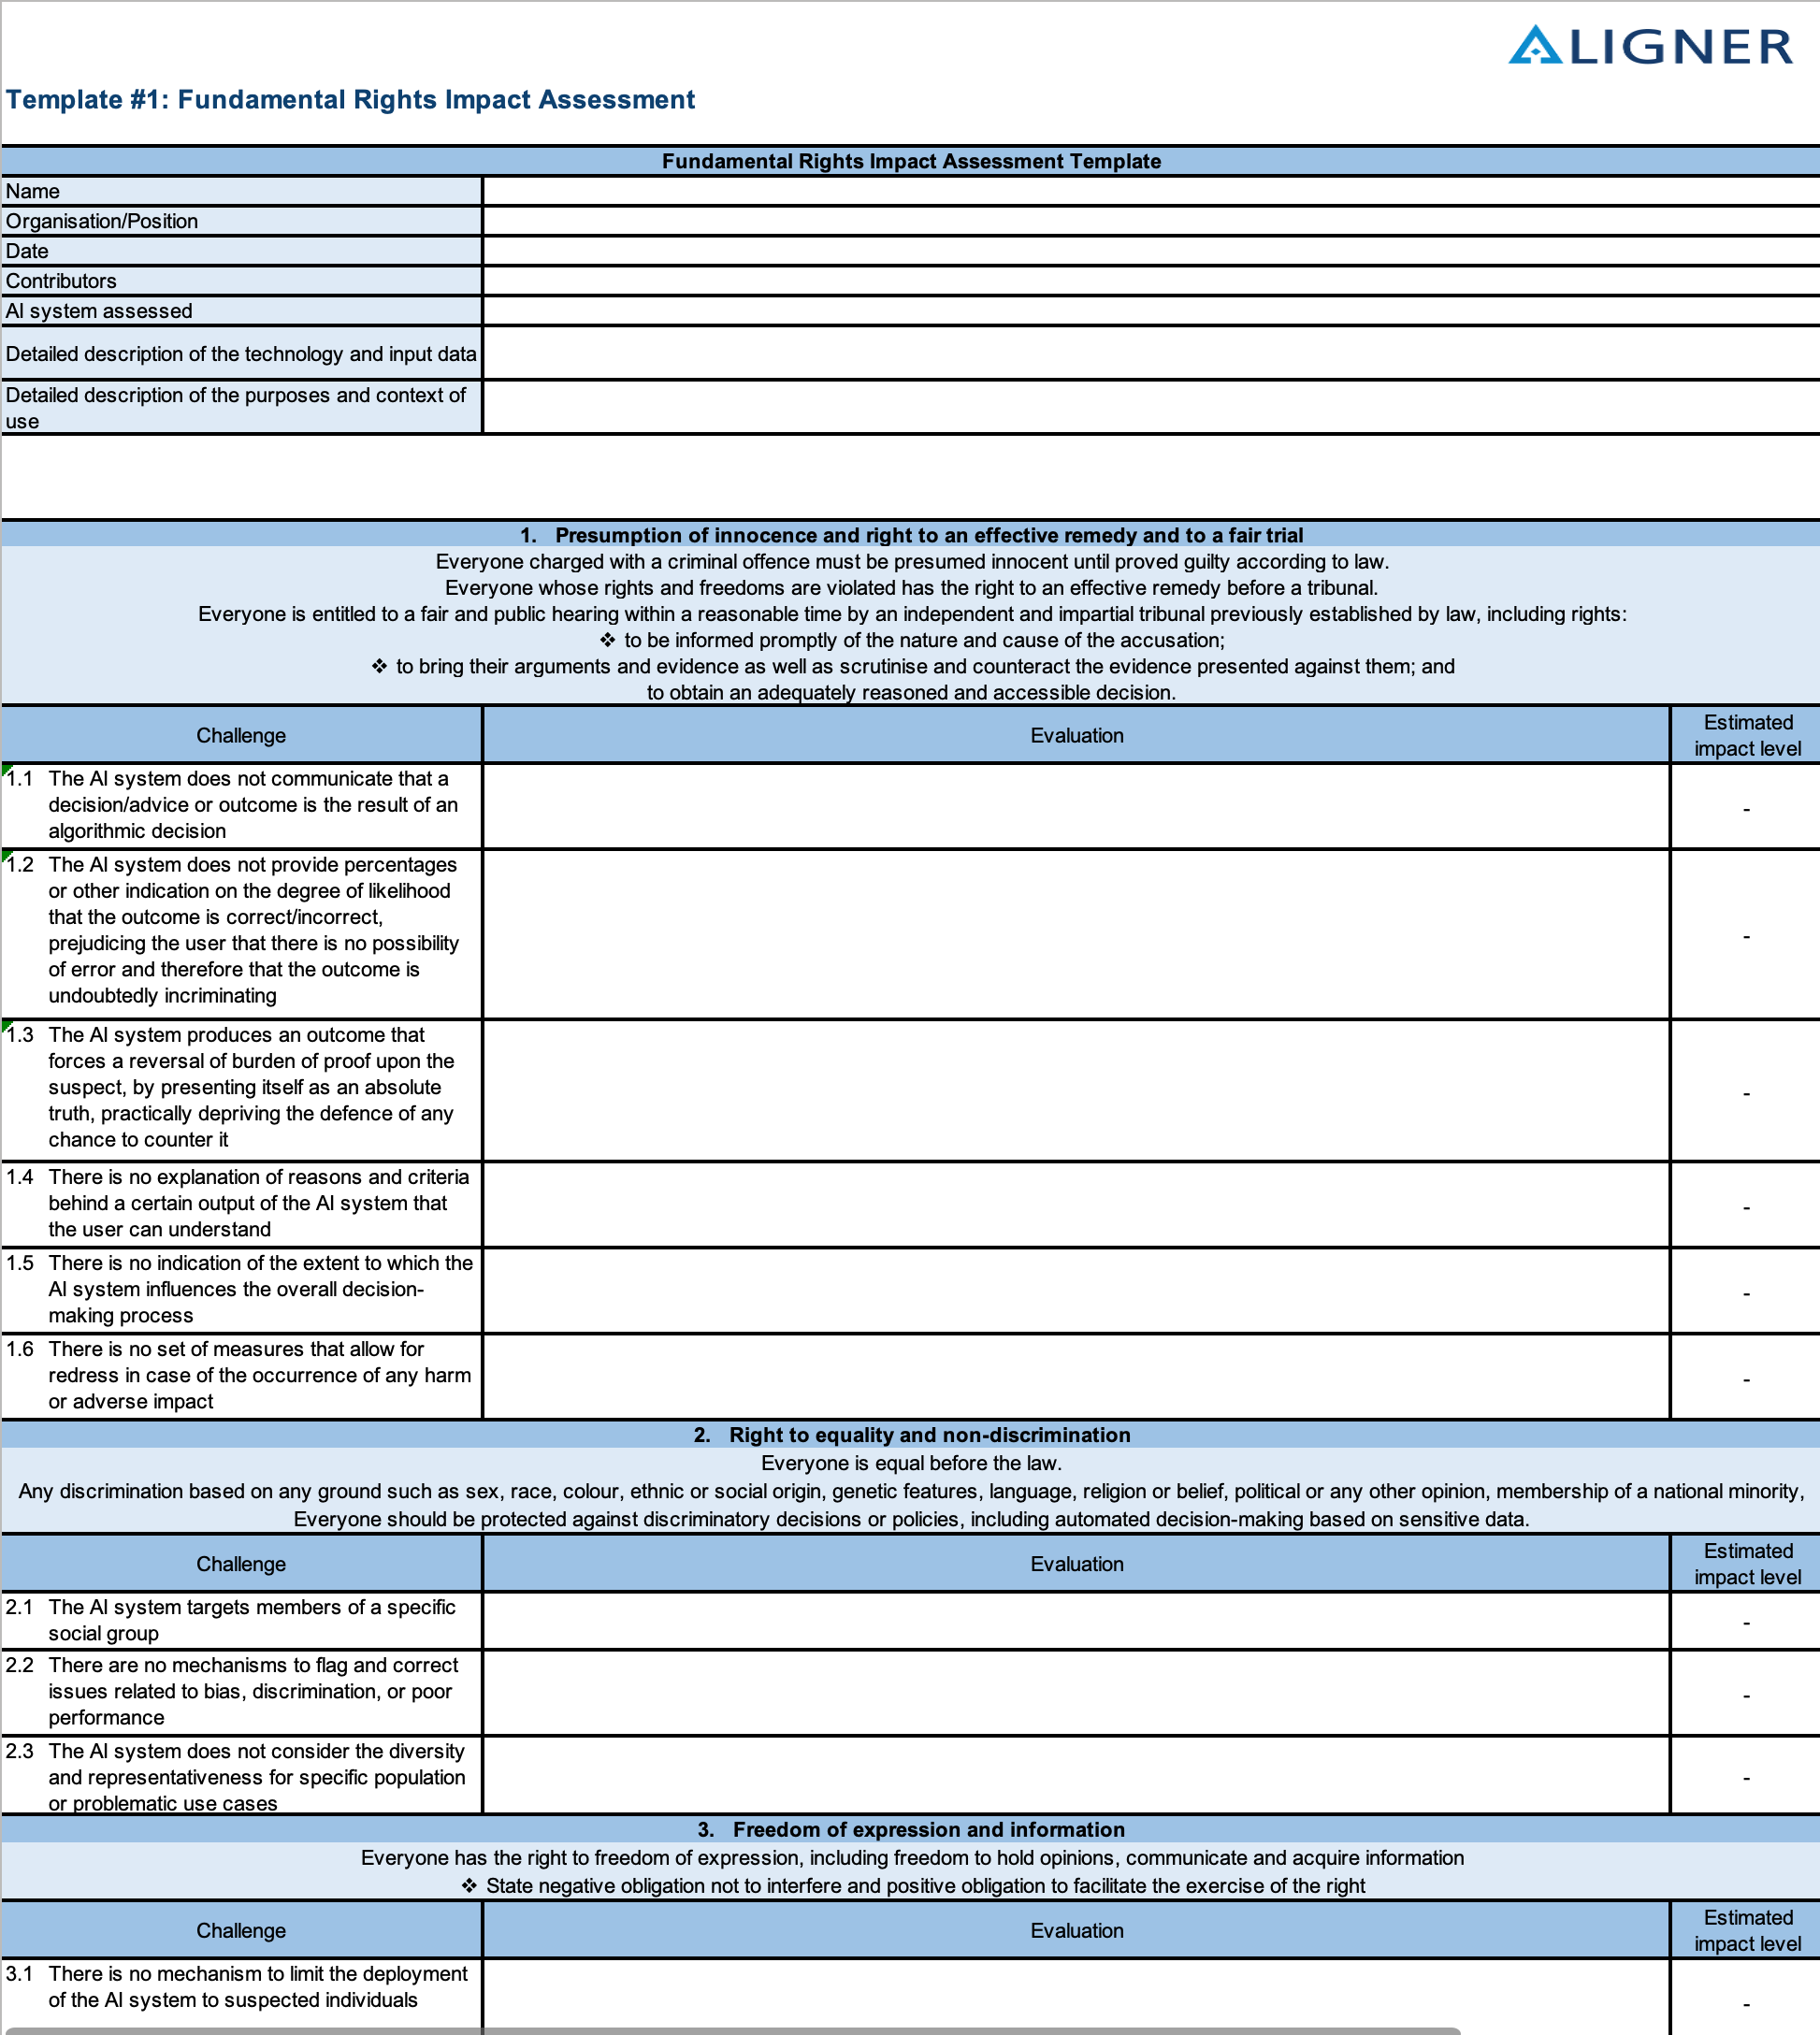 ALIGNER
Template #1: Fundamental Rights Impact Assessment
Fundamental Rights Impact Assessment Template
Name
Organisation/Position
Date
Contributors
AI system assessed
Detailed description of the technology and input data
Detailed description of the purposes and context of
use
1. Presumption of innocence and right to an effective remedy and to a fair trial
Everyone charged with a criminal offence must be presumed innocent until proved guilty according to law.
Everyone whose rights and freedoms are violated has the right to an effective remedy before a tribunal.
Everyone is entitled to a fair and public hearing within a reasonable time by an independent and impartial tribunal previously established by law, including rights:
❖ to be informed promptly of the nature and cause of the accusation;
❖ to bring their arguments and evidence as well as scrutinise and counteract the evidence presented against them; and
to obtain an adequately reasoned and accessible decision.
Challenge
Evaluation
Estimated
impact level
1.1 The AI system does not communicate that a
decision/advice or outcome is the result of an
algorithmic decision
-
1.2 The AI system does not provide percentages
or other indication on the degree of likelihood
that the outcome is correct/incorrect,
prejudicing the user that there is no possibility
of error and therefore that the outcome is
undoubtedly incriminating
-
1.3 The AI system produces an outcome that
forces a reversal of burden of proof upon the
suspect, by presenting itself as an absolute
truth, practically depriving the defence of any
chance to counter it
-
1.4 There is no explanation of reasons and criteria
behind a certain output of the AI system that
the user can understand
-
1.5 There is no indication of the extent to which the
AI system influences the overall decision-
making process
-
1.6 There is no set of measures that allow for
redress in case of the occurrence of any harm
or adverse impact
-
2. Right to equality and non-discrimination
Everyone is equal before the law.
Any discrimination based on any ground such as sex, race, colour, ethnic or social origin, genetic features, language, religion or belief, political or any other opinion, membership of a national minority,
Everyone should be protected against discriminatory decisions or policies, including automated decision-making based on sensitive data.
Challenge
Evaluation
Estimated
impact level
2.1 The AI system targets members of a specific
social group
-
2.2 There are no mechanisms to flag and correct
issues related to bias, discrimination, or poor
performance
-
2.3 The AI system does not consider the diversity
and representativeness for specific population
or problematic use cases
-
3. Freedom of expression and information
Everyone has the right to freedom of expression, including freedom to hold opinions, communicate and acquire information
❖ State negative obligation not to interfere and positive obligation to facilitate the exercise of the right
Challenge
Evaluation
Estimated
impact level
3.1 There is no mechanism to limit the deployment
of the AI system to suspected individuals
-